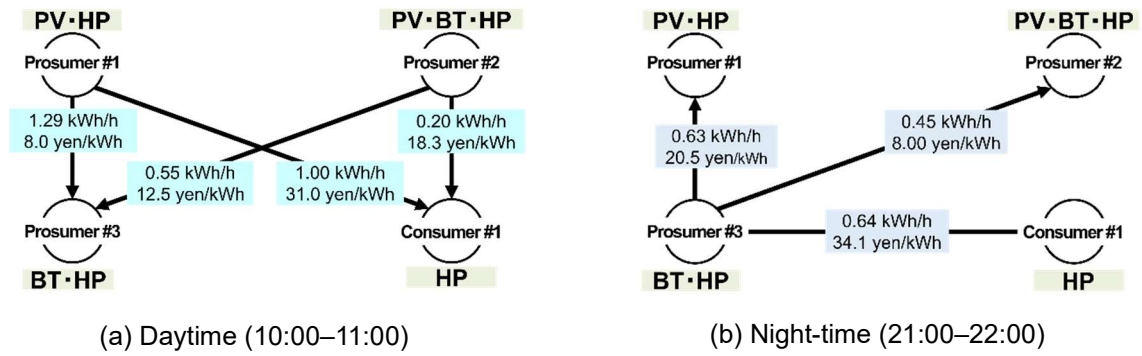 PV·HP
PV·BT·HP
Prosumer #1
Prosumer #2
1.29 kWh/h
8.0 yen/kWh
0.20 kWh/h
18.3 yen/kWh
0.55 kWh/h
12.5 yen/kWh
1.00 kWh/h
31.0 yen/kWh
Prosumer #3
Consumer #1
BT·HP
HP
(a) Daytime (10:00–11:00)
PV·HP
PV·BT·HP
Prosumer #1
Prosumer #2
0.63 kWh/h
20.5 yen/kWh
0.45 kWh/h
8.00 yen/kWh
0.64 kWh/h
34.1 yen/kWh
Prosumer #3
Consumer #1
BT·HP
HP
(b) Night-time (21:00–22:00)